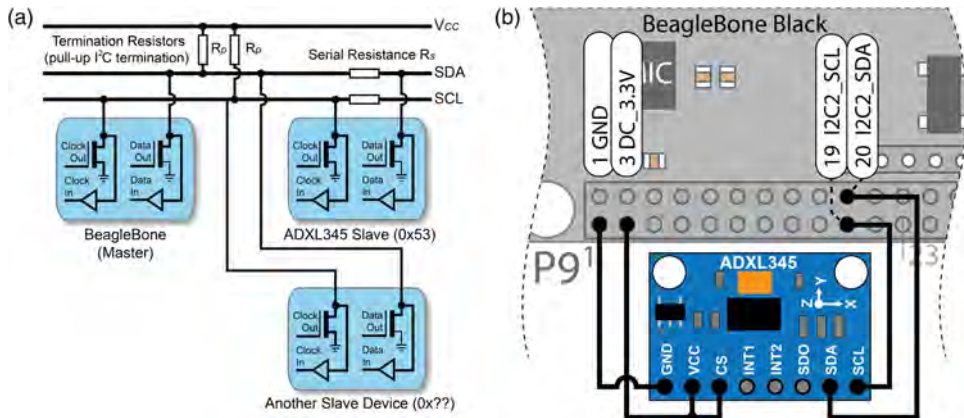 (a)
Vcc
Termination Resistors
(pull-up I²C termination)
Rp
Rp
Serial Resistance Rs
SDA
SCL
Clock
Out
Data
Out
Clock
In
Data
In
BeagleBone
(Master)
Clock
Out
Data
Out
Clock
In
Data
In
ADXL345 Slave (0x53)
Clock
Out
Data
Out
Clock
In
Data
In
Another Slave Device (0x??)
(b)
BeagleBone Black
1 GND
3 DC_3.3V
IIC
19 I2C2_SCL
20 I2C2_SDA
P9
1
23
ADXL345
Y
Z
X
GND
VCC
CS
INT1
INT2
SDO
SDA
SCL